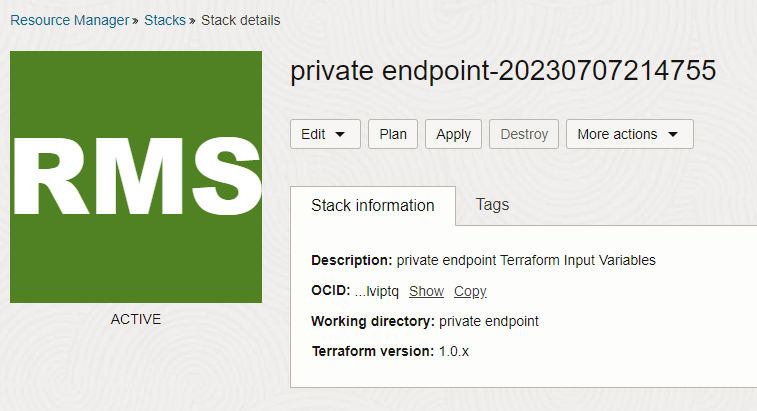 Resource Manager » Stacks » Stack details
RMS
ACTIVE
private endpoint-20230707214755
Edit Plan Apply Destroy More actions
Stack information Tags
Description: private endpoint Terraform Input Variables
OCID: ...lviptq Show Copy
Working directory: private endpoint
Terraform version: 1.0.x